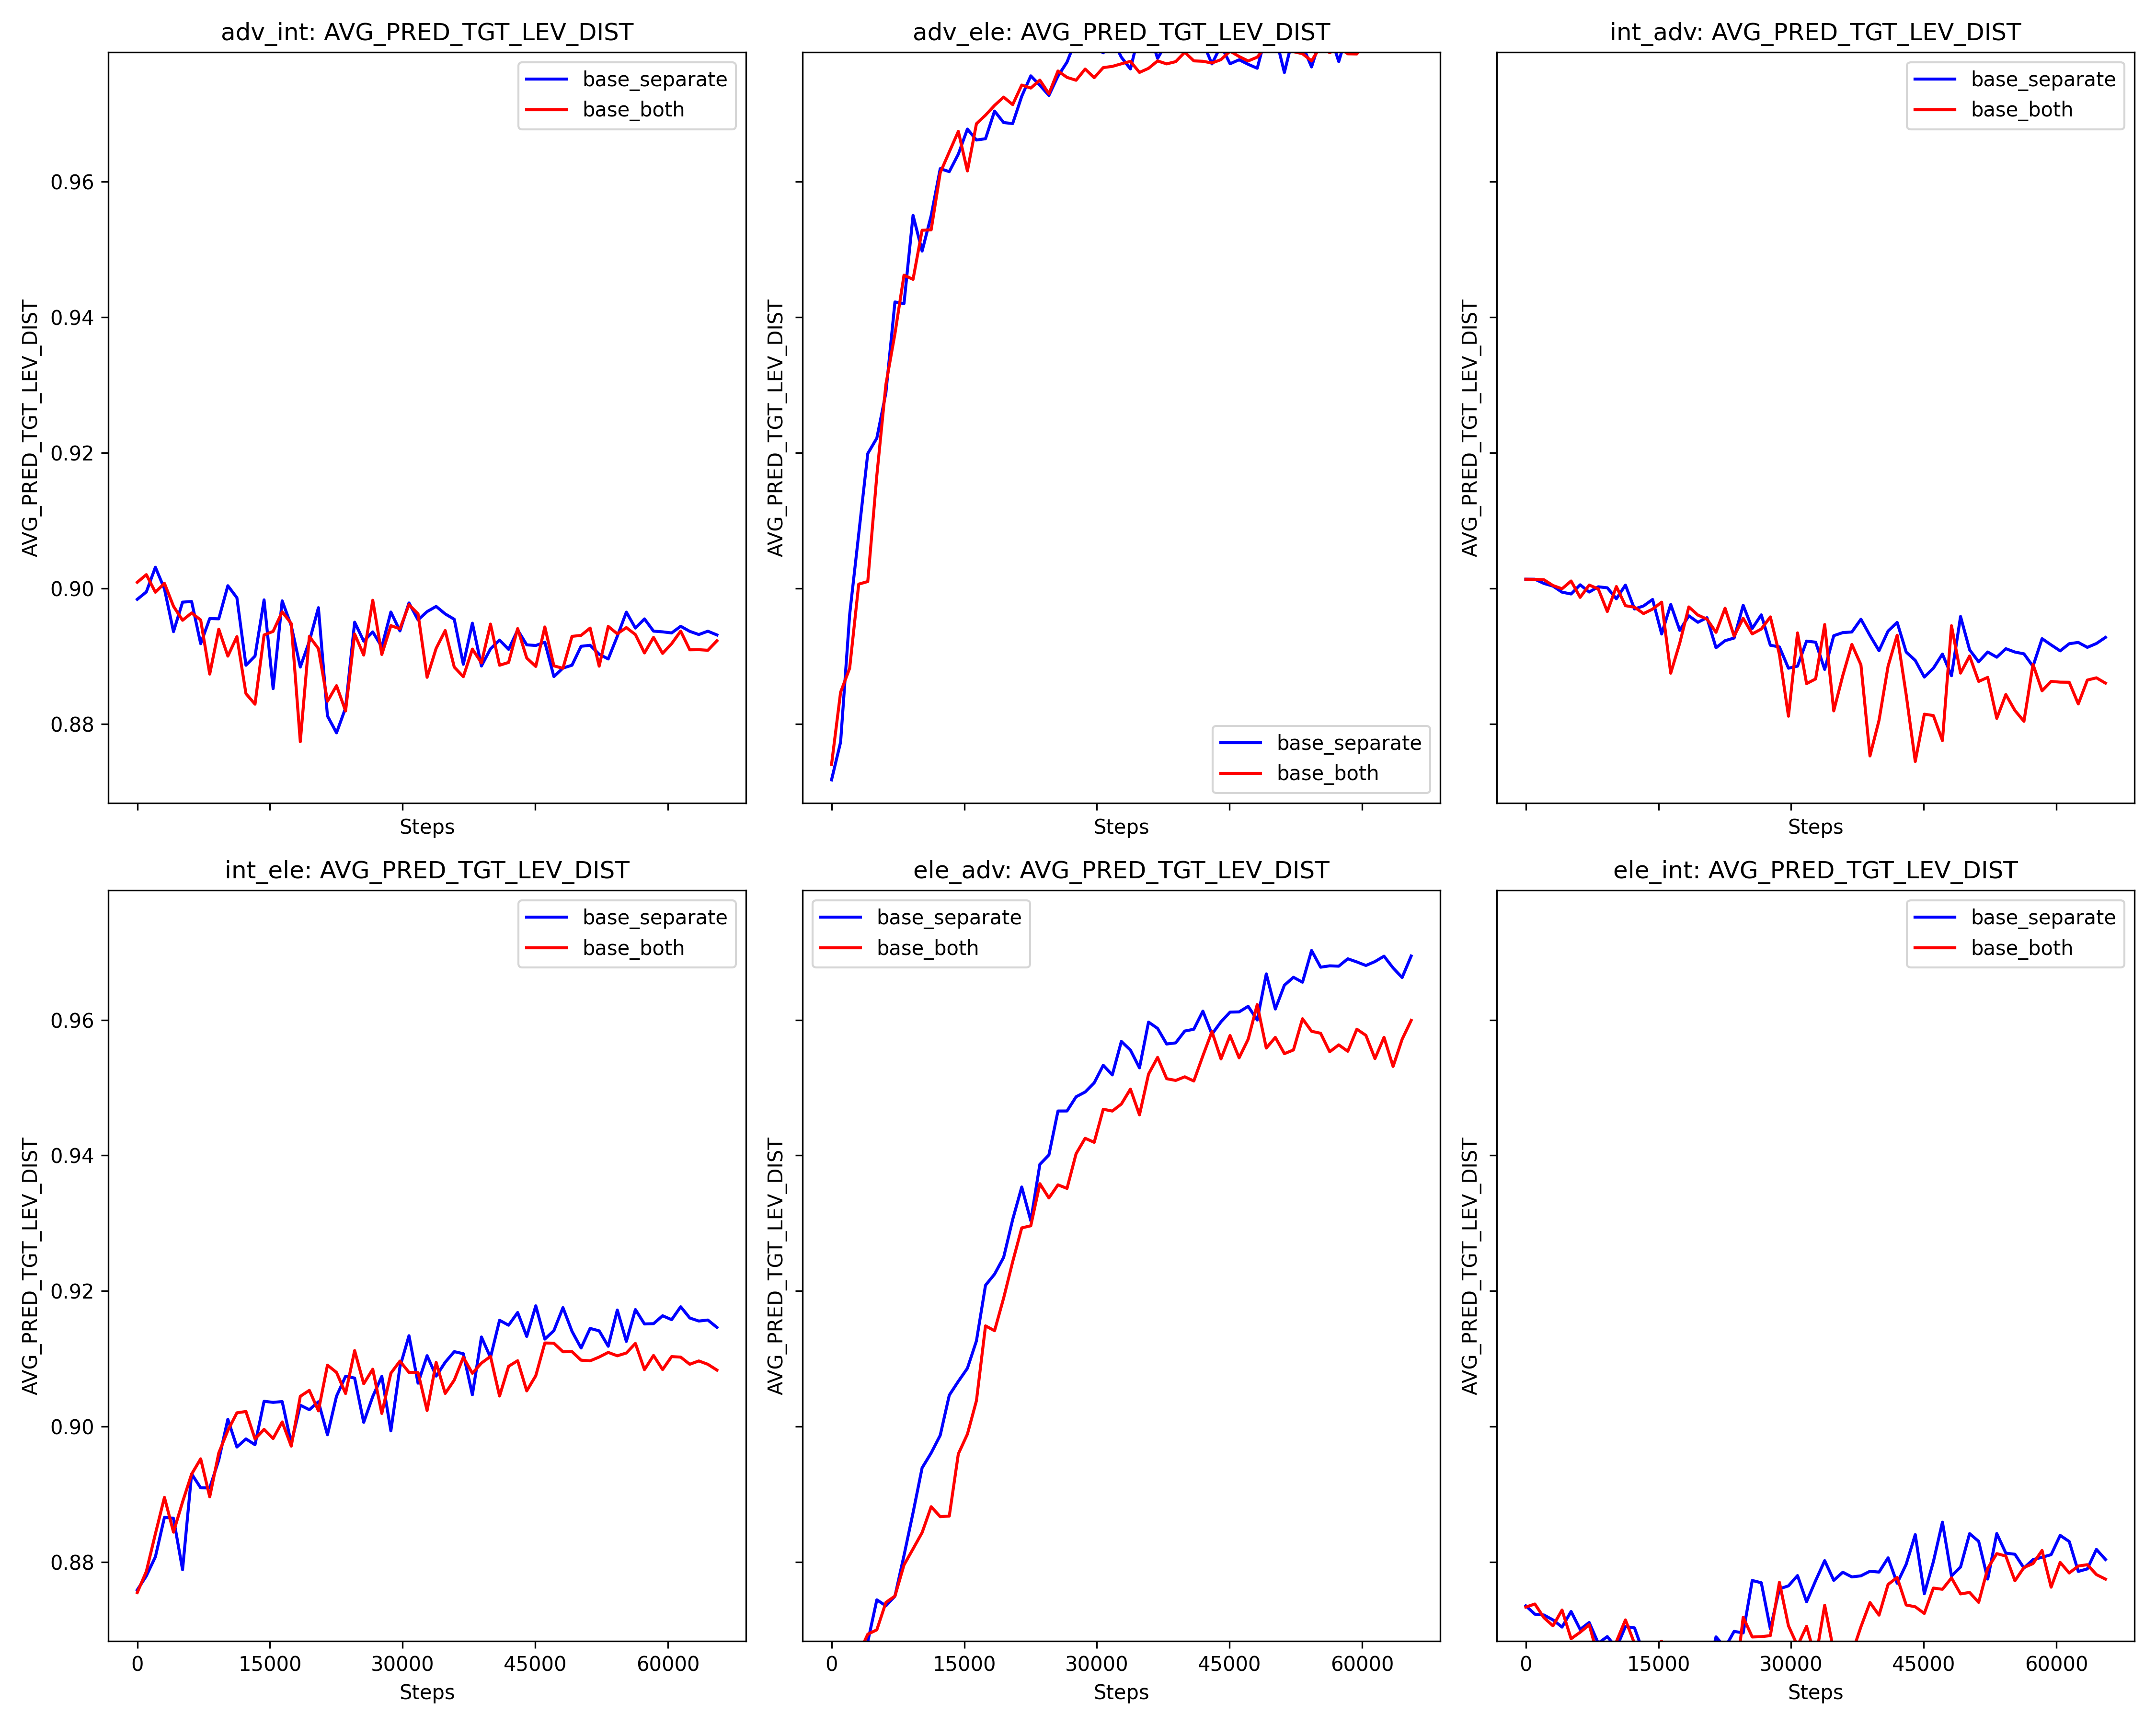 adv_int: AVG_PRED_TGT_LEV_DIST
AVG_PRED_TGT_LEV_DIST
0.96
0.94
0.92
0.90
0.88
base_separate
base_both
Steps
adv_ele: AVG_PRED_TGT_LEV_DIST
AVG_PRED_TGT_LEV_DIST
base_separate
base_both
Steps
int_adv: AVG_PRED_TGT_LEV_DIST
AVG_PRED_TGT_LEV_DIST
base_separate
base_both
Steps
int_ele: AVG_PRED_TGT_LEV_DIST
AVG_PRED_TGT_LEV_DIST
0.96
0.94
0.92
0.90
0.88
base_separate
base_both
0 15000 30000 45000 60000
Steps
ele_adv: AVG_PRED_TGT_LEV_DIST
AVG_PRED_TGT_LEV_DIST
base_separate
base_both
0 15000 30000 45000 60000
Steps
ele_int: AVG_PRED_TGT_LEV_DIST
AVG_PRED_TGT_LEV_DIST
base_separate
base_both
0 15000 30000 45000 60000
Steps